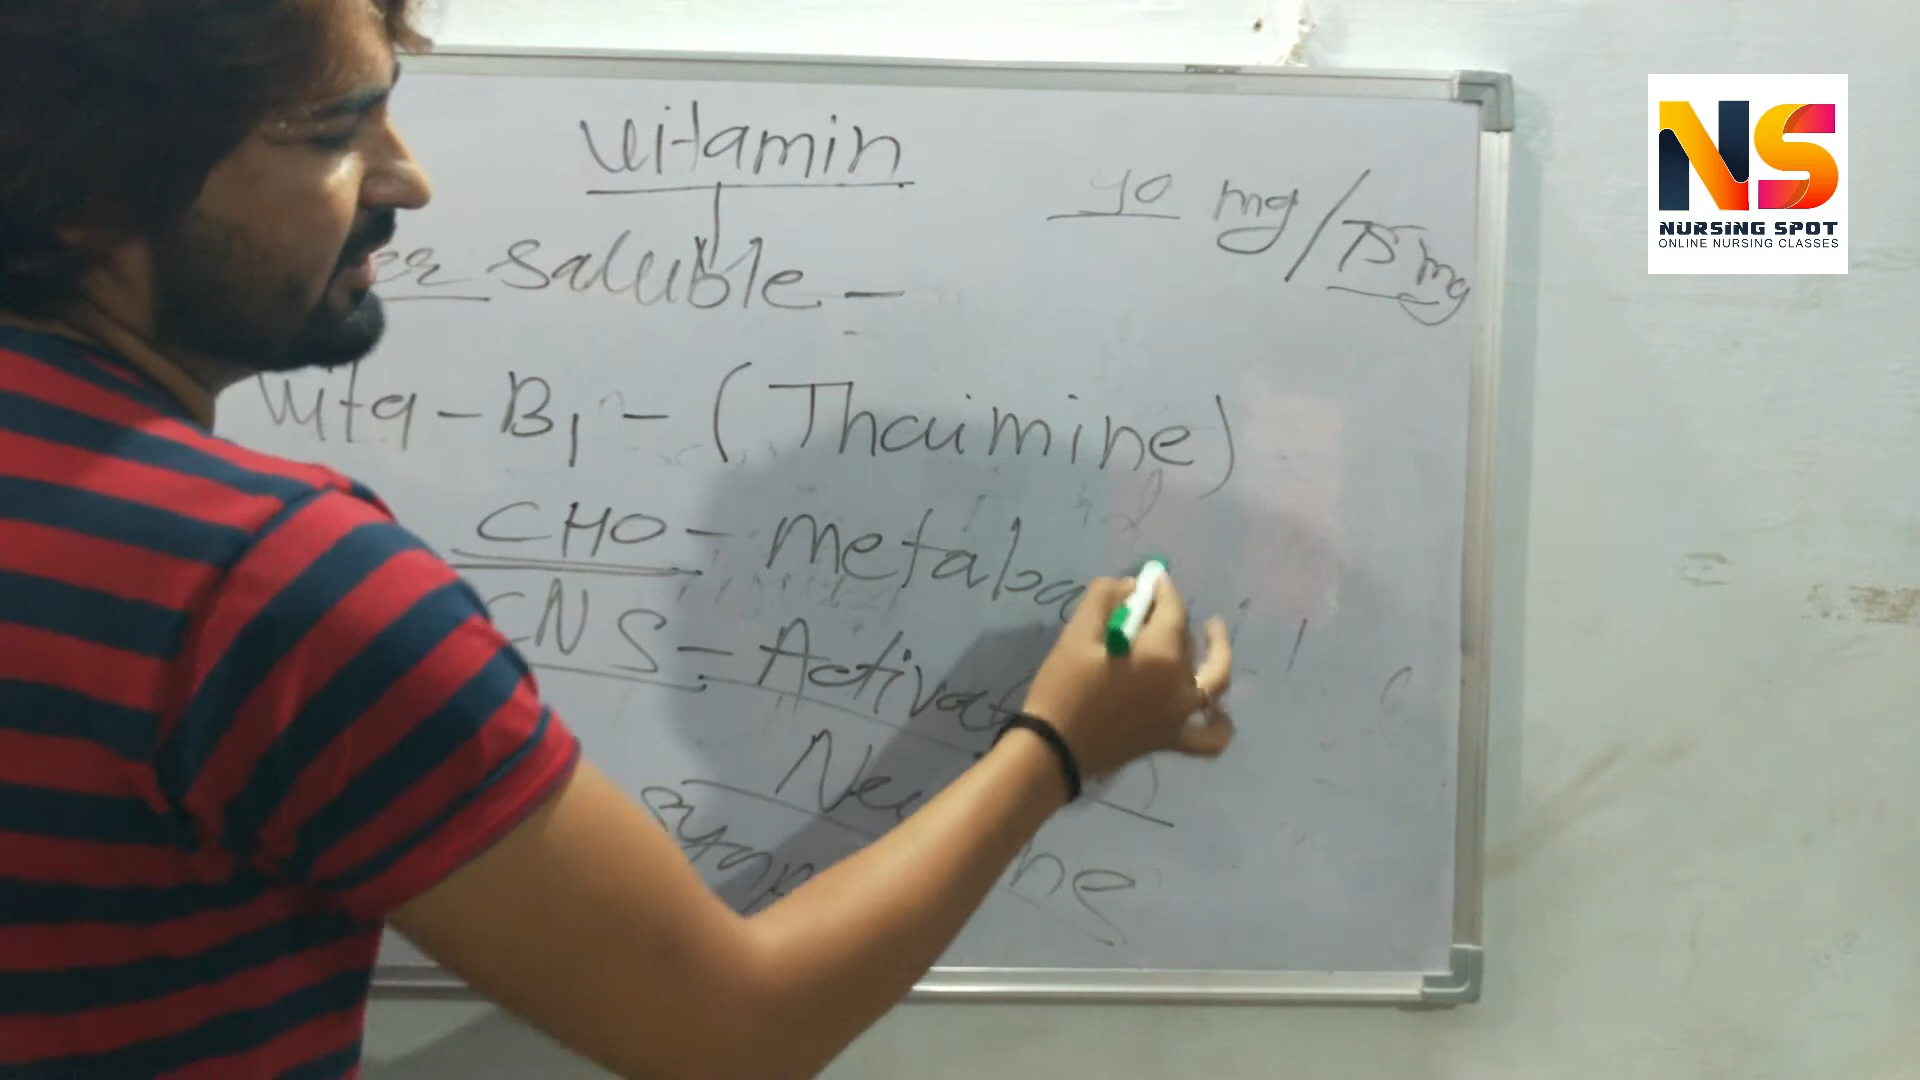 Vitamin
40 mg/75 mg
Saluble -
Vita - B1 - (Thaimine)
CHO - Metabo
CNS - Activat
Neu
NS
NURSING SPOT
ONLINE NURSING CLASSES